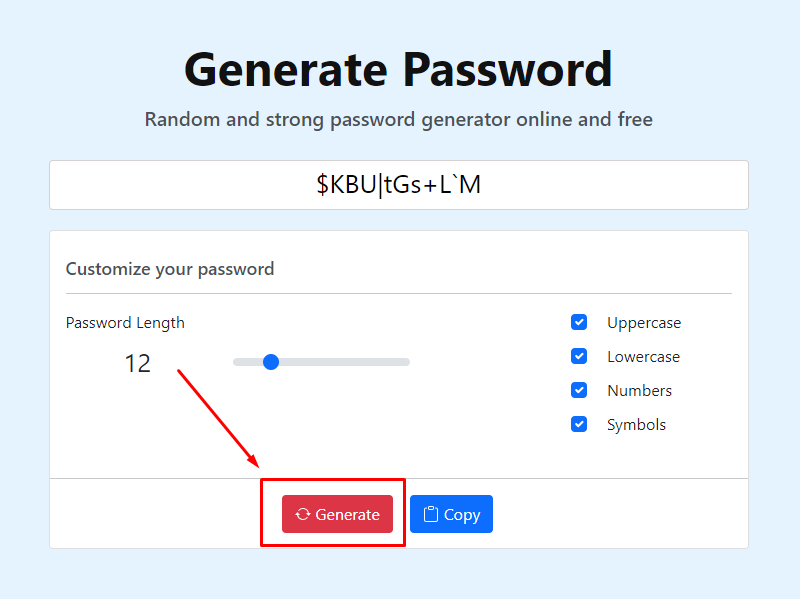 Generate Password
Random and strong password generator online and free
$KBU|tGs+L`M
Customize your password
Password Length
12
Uppercase
Lowercase
Numbers
Symbols
Generate
Copy